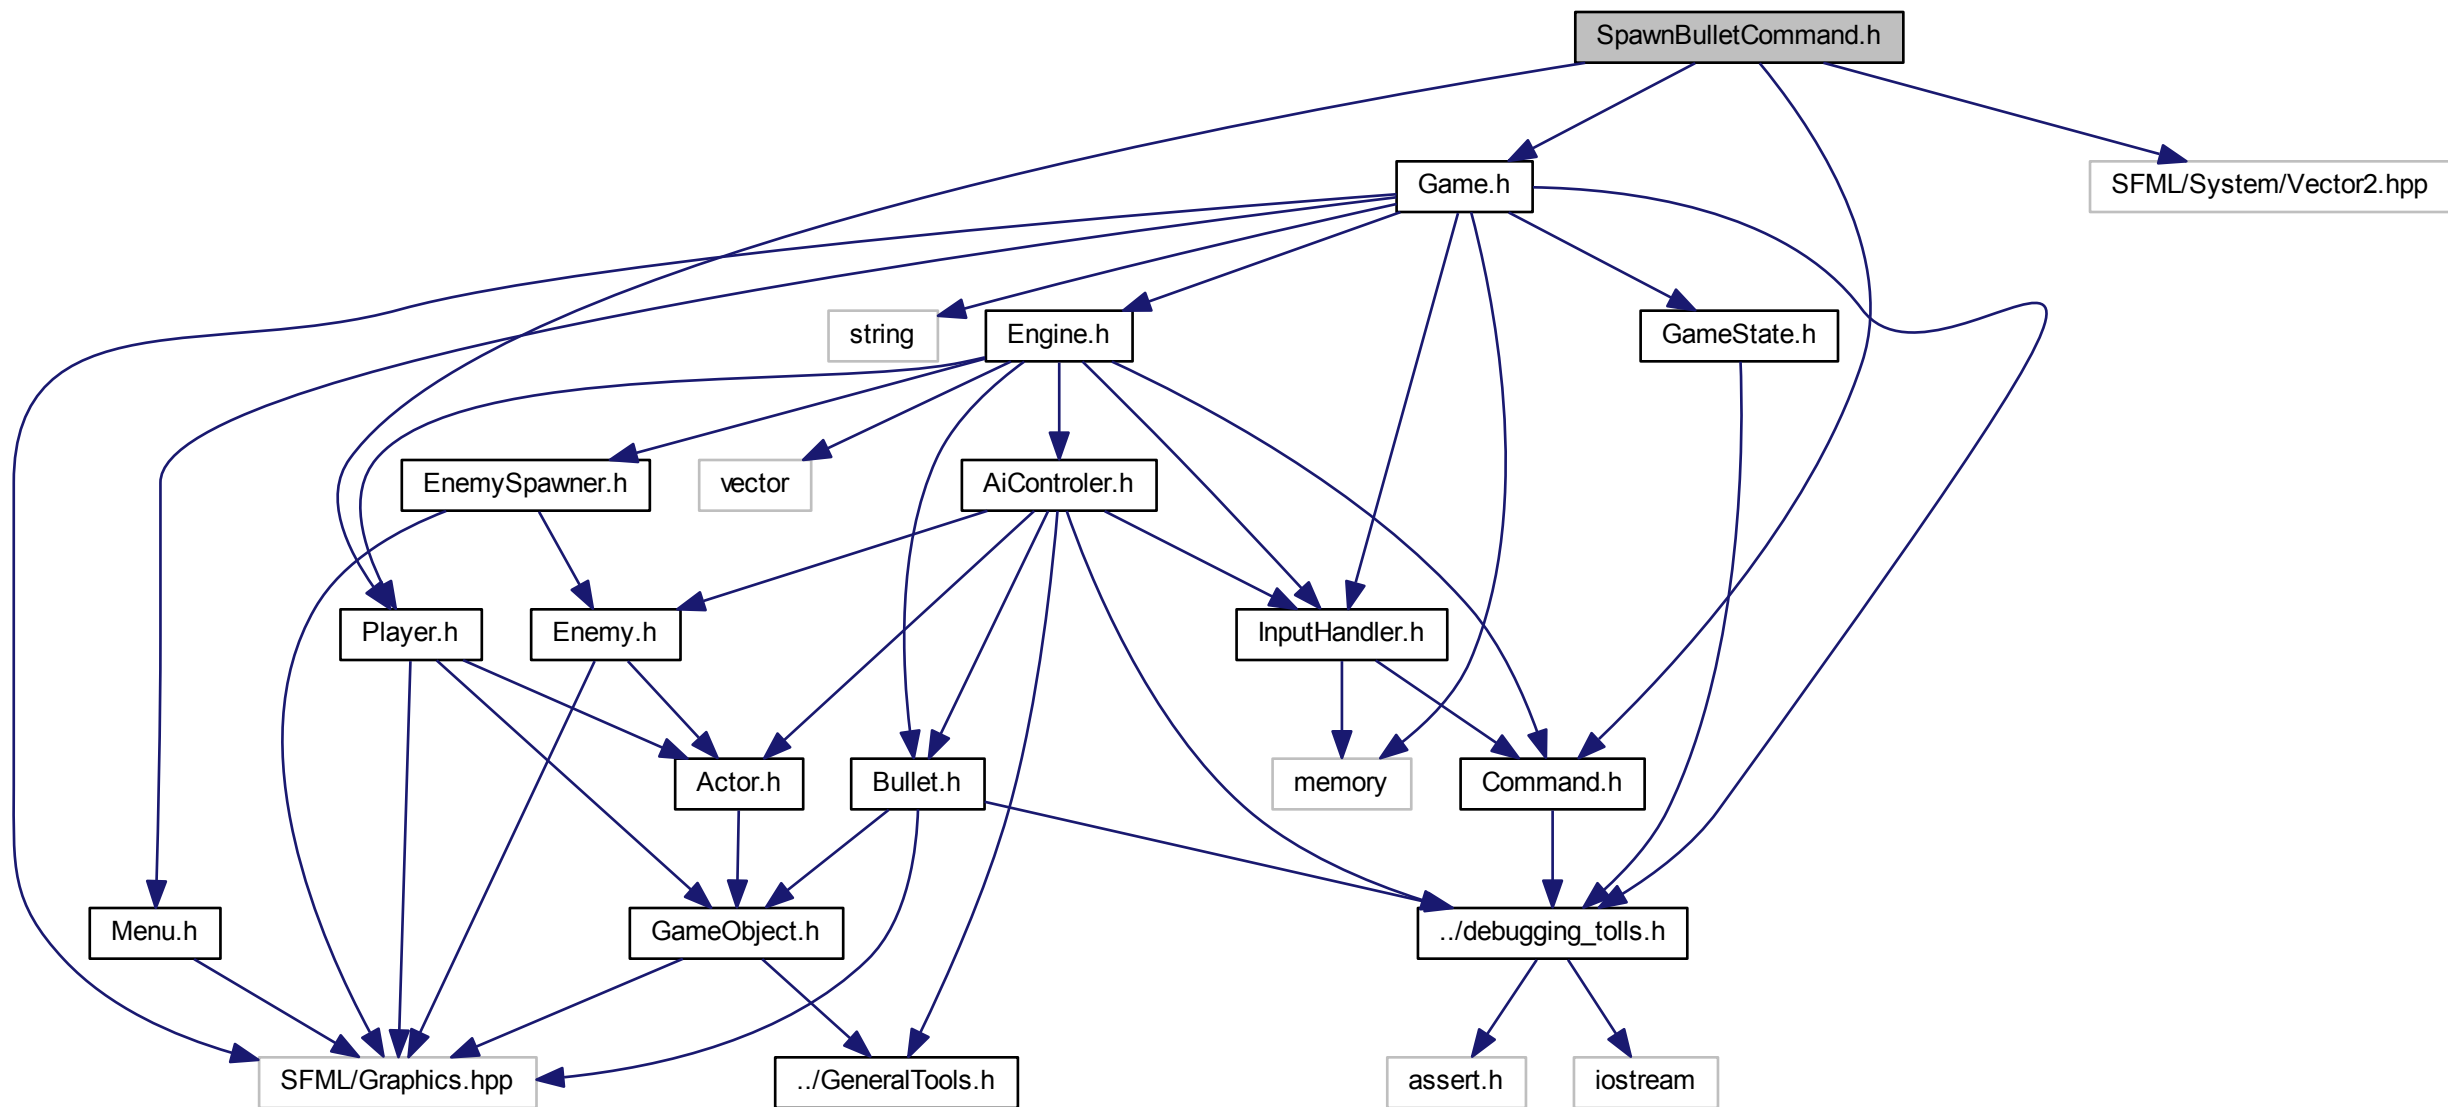 SpawnBulletCommand.h
Game.h
SFML/System/Vector2.hpp
string
Engine.h
GameState.h
EnemySpawner.h
vector
AiControler.h
Player.h
Enemy.h
InputHandler.h
Actor.h
Bullet.h
memory
Command.h
Menu.h
GameObject.h
../debugging_tolls.h
SFML/Graphics.hpp
../GeneralTools.h
assert.h
iostream